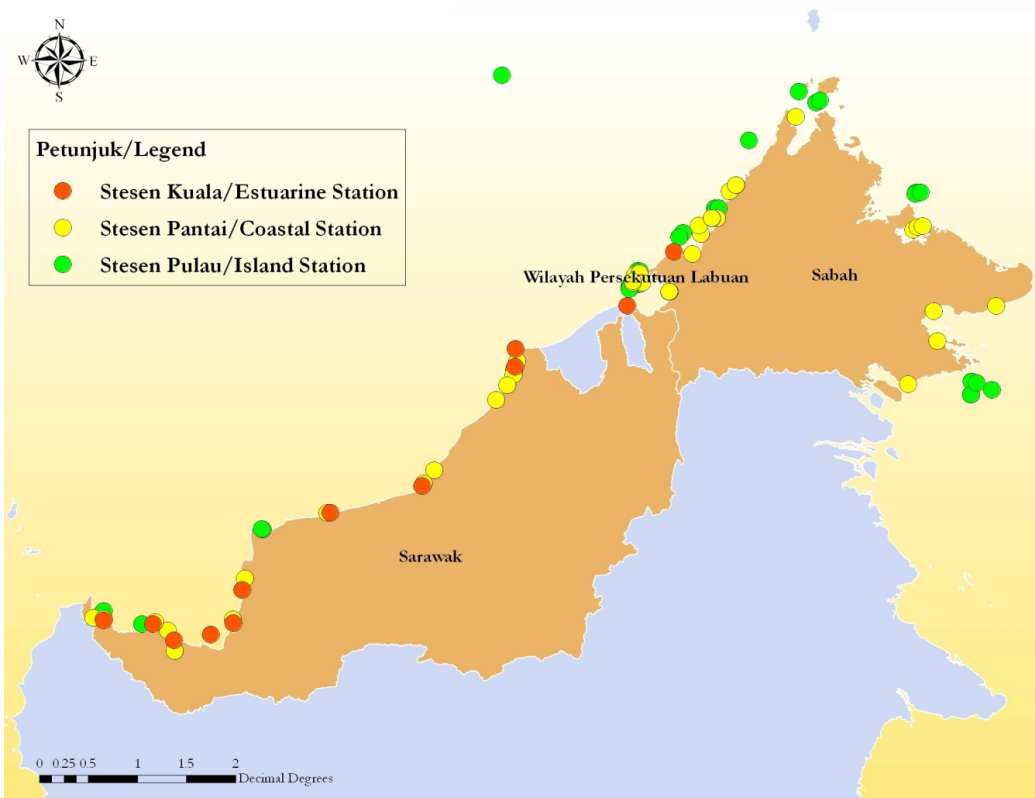 N
W E
S
Petunjuk/Legend
Stesen Kuala/Estuarine Station
Stesen Pantai/Coastal Station
Stesen Pulau/Island Station
Wilayah Persekutuan Labuan
Sabah
Sarawak
0 0.25 0.5 1 1.5 2
Decimal Degrees